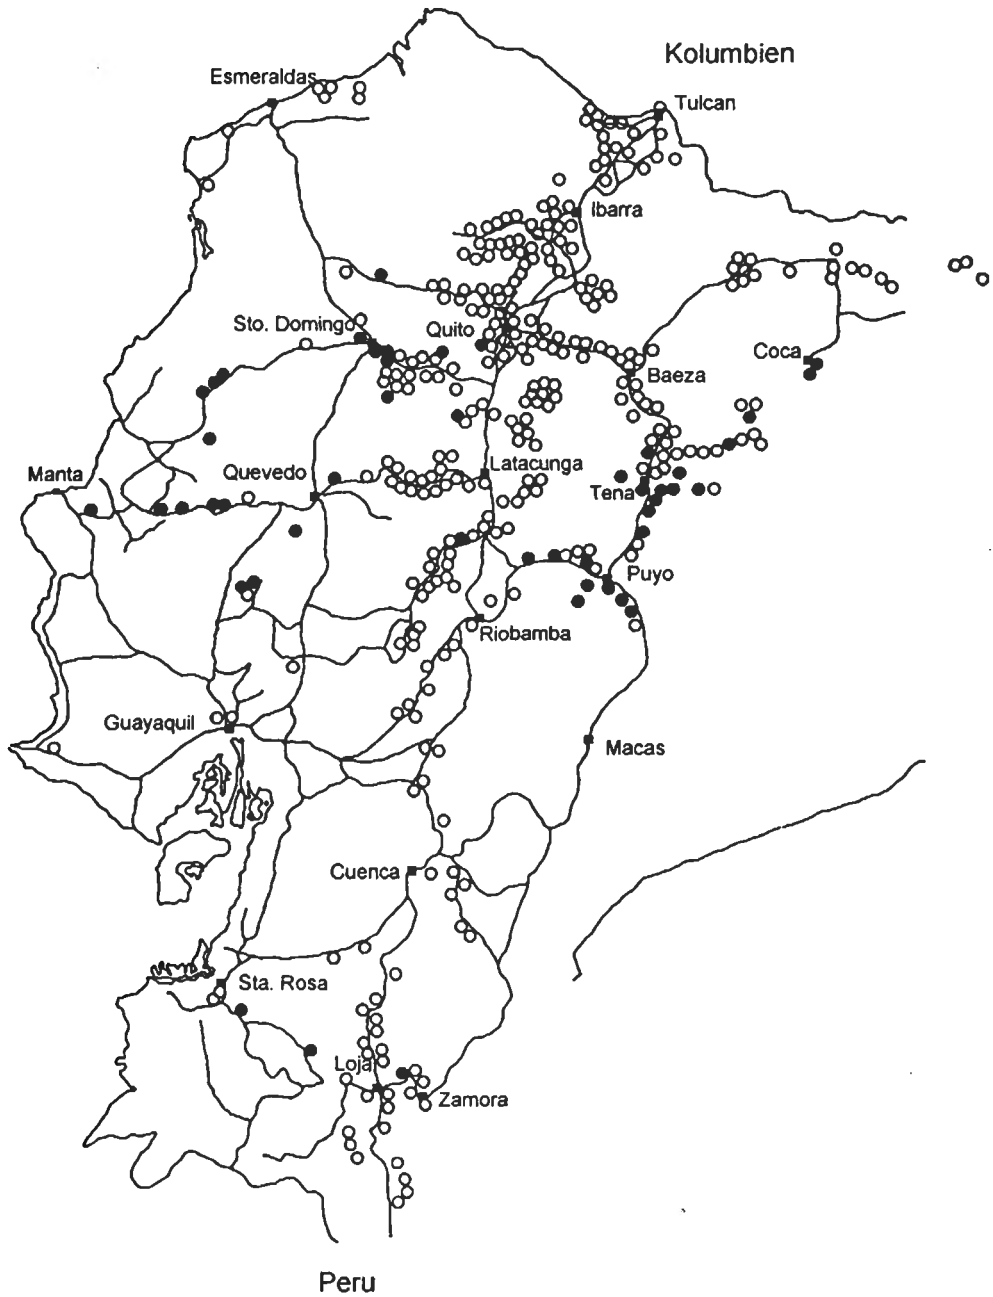 Kolumbien
Esmeraldas
Tulcan
Ibarra
Sto. Domingo
Quito
Coca
Baeza
Manta
Quevedo
Latacunga
Tena
Puyo
Riobamba
Guayaquil
Macas
Cuenca
Sta. Rosa
Loja
Zamora
Peru